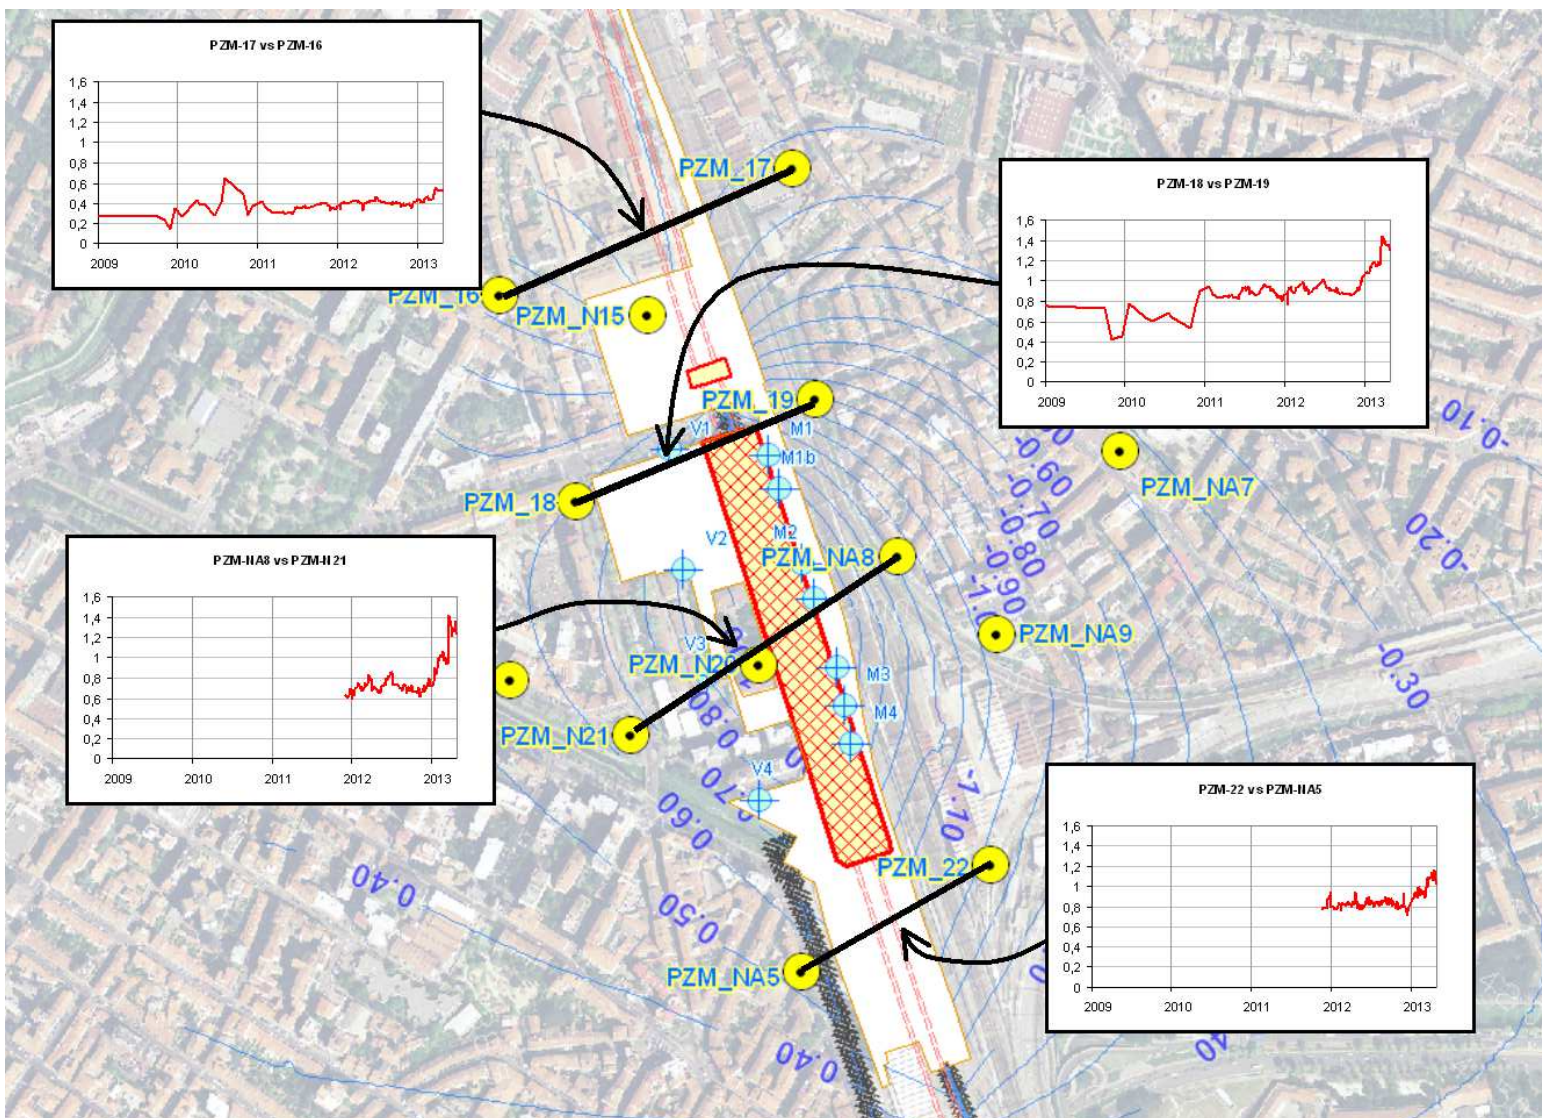 PZM-17 vs PZM-16
1,6
1,4
1,2
1
0,8
0,6
0,4
0,2
0
2009 2010 2011 2012 2013
PZM_17
PZM_16
PZM_N15
PZM-18 vs PZM-19
1,6
1,4
1,2
1
0,8
0,6
0,4
0,2
0
2009 2010 2011 2012 2013
PZM_19
V1
M1
M1b
PZM_18
V2
M2
PZM_NA8
PZM_NA7
-0.10
-0.20
-0.30
-0.60
-0.70
-0.80
-0.90
-1.0
PZM_NA9
PZM-NA8 vs PZM-N21
1,6
1,4
1,2
1
0,8
0,6
0,4
0,2
0
2009 2010 2011 2012 2013
V3
PZM_N20
M3
M4
PZM_N21
0.80
0.70
0.60
V4
-1.10
0.40
0.50
PZM_22
PZM_NA5
0.40
PZM-22 vs PZM-NA5
1,6
1,4
1,2
1
0,8
0,6
0,4
0,2
0
2009 2010 2011 2012 2013